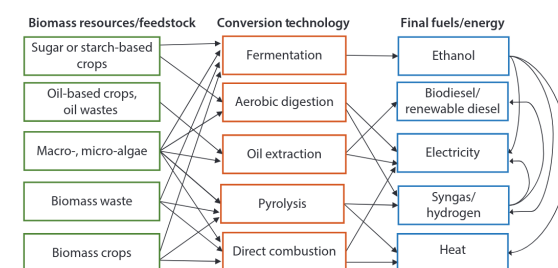 Biomass resources/feedstock
Conversion technology
Final fuels/energy
Sugar or starch-based
crops
Fermentation
Ethanol
Oil-based crops,
oil wastes
Aerobic digestion
Biodiesel/
renewable diesel
Macro-, micro-algae
Oil extraction
Electricity
Biomass waste
Pyrolysis
Syngas/
hydrogen
Biomass crops
Direct combustion
Heat